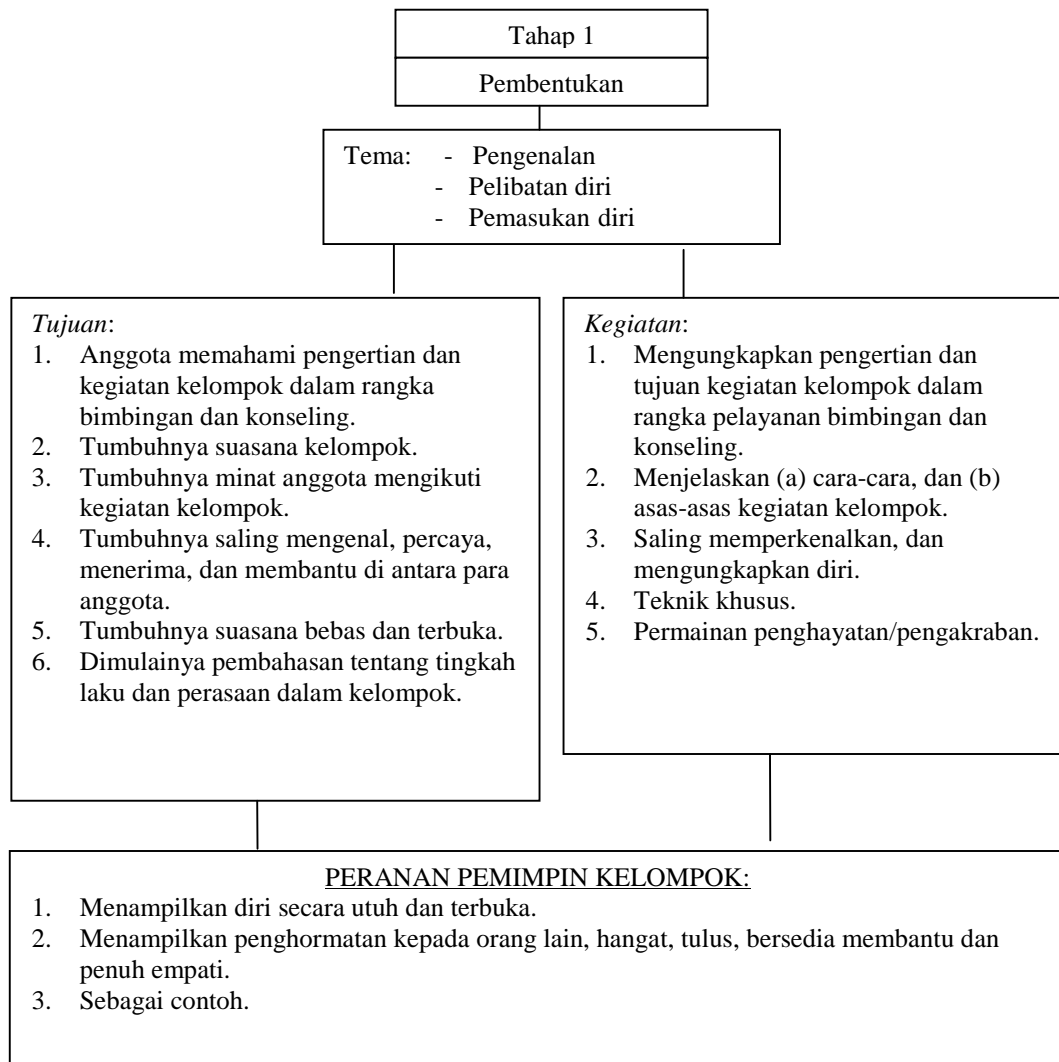 Tahap 1
Pembentukan
Tema: - Pengenalan
- Pelibatan diri
- Pemasukan diri
Tujuan:
1. Anggota memahami pengertian dan
kegiatan kelompok dalam rangka
bimbingan dan konseling.
2. Tumbuhnya suasana kelompok.
3. Tumbuhnya minat anggota mengikuti
kegiatan kelompok.
4. Tumbuhnya saling mengenal, percaya,
menerima, dan membantu di antara para
anggota.
5. Tumbuhnya suasana bebas dan terbuka.
6. Dimulainya pembahasan tentang tingkah
laku dan perasaan dalam kelompok.
Kegiatan:
1. Mengungkapkan pengertian dan
tujuan kegiatan kelompok dalam
rangka pelayanan bimbingan dan
konseling.
2. Menjelaskan (a) cara-cara, dan (b)
asas-asas kegiatan kelompok.
3. Saling memperkenalkan, dan
mengungkapkan diri.
4. Teknik khusus.
5. Permainan penghayatan/pengakraban.
PERANAN PEMIMPIN KELOMPOK:
1. Menampilkan diri secara utuh dan terbuka.
2. Menampilkan penghormatan kepada orang lain, hangat, tulus, bersedia membantu dan
penuh empati.
3. Sebagai contoh.